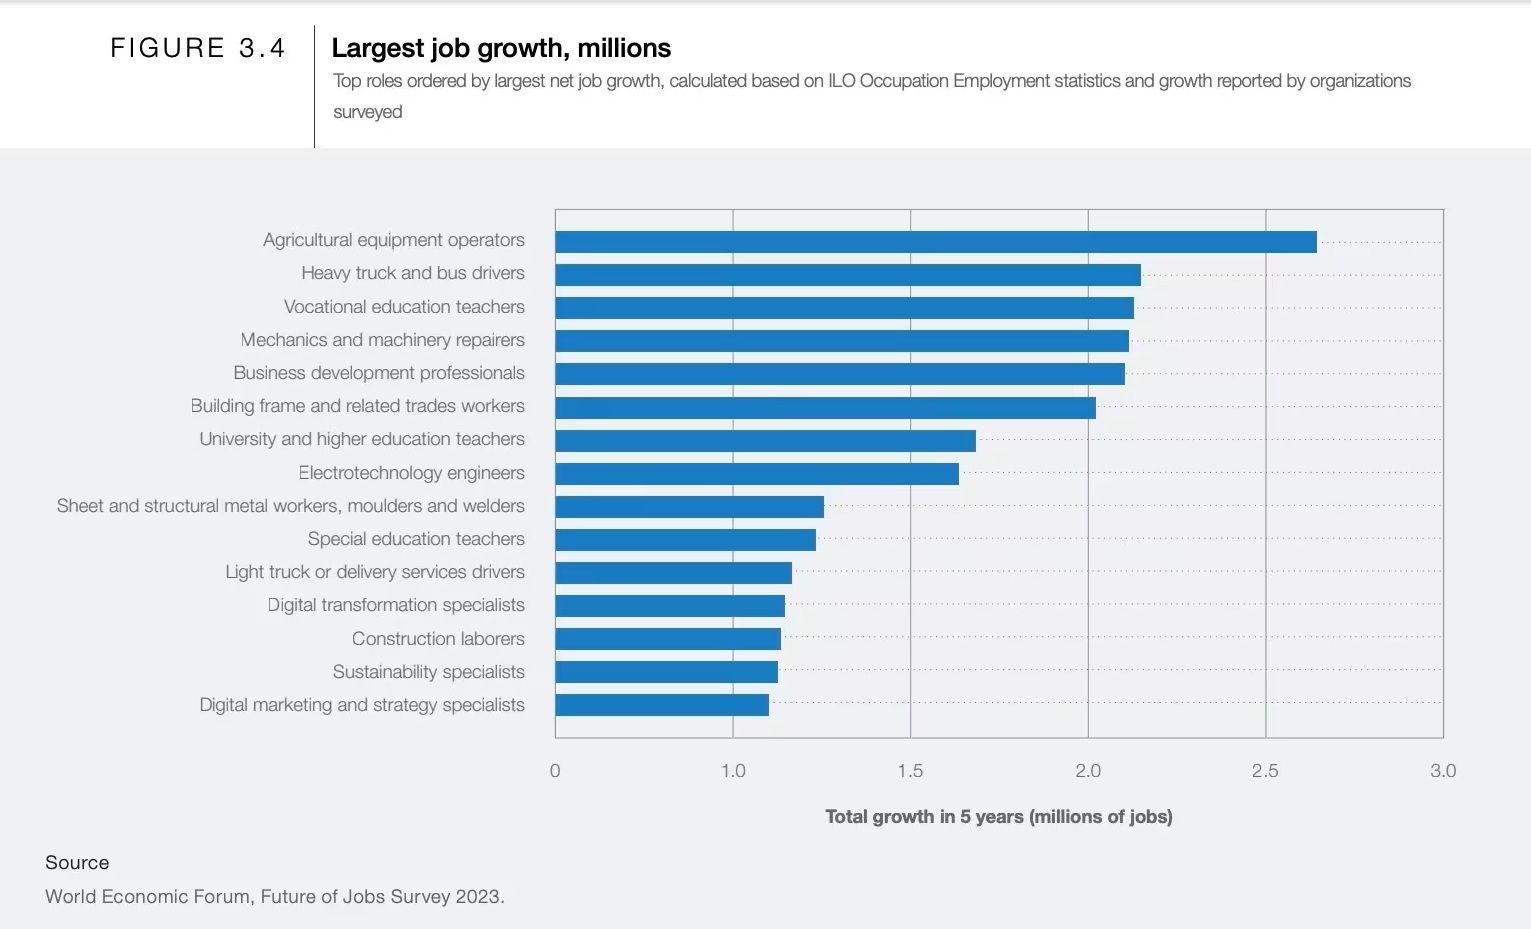 FIGURE 3.4
Largest job growth, millions
Top roles ordered by largest net job growth, calculated based on ILO Occupation Employment statistics and growth reported by organizations
surveyed
Agricultural equipment operators
Heavy truck and bus drivers
Vocational education teachers
Mechanics and machinery repairers
Business development professionals
Building frame and related trades workers
University and higher education teachers
Electrotechnology engineers
Sheet and structural metal workers, moulders and welders
Special education teachers
Light truck or delivery services drivers
Digital transformation specialists
Construction laborers
Sustainability specialists
Digital marketing and strategy specialists
0 1.0 1.5 2.0 2.5 3.0
Total growth in 5 years (millions of jobs)
Source
World Economic Forum, Future of Jobs Survey 2023.